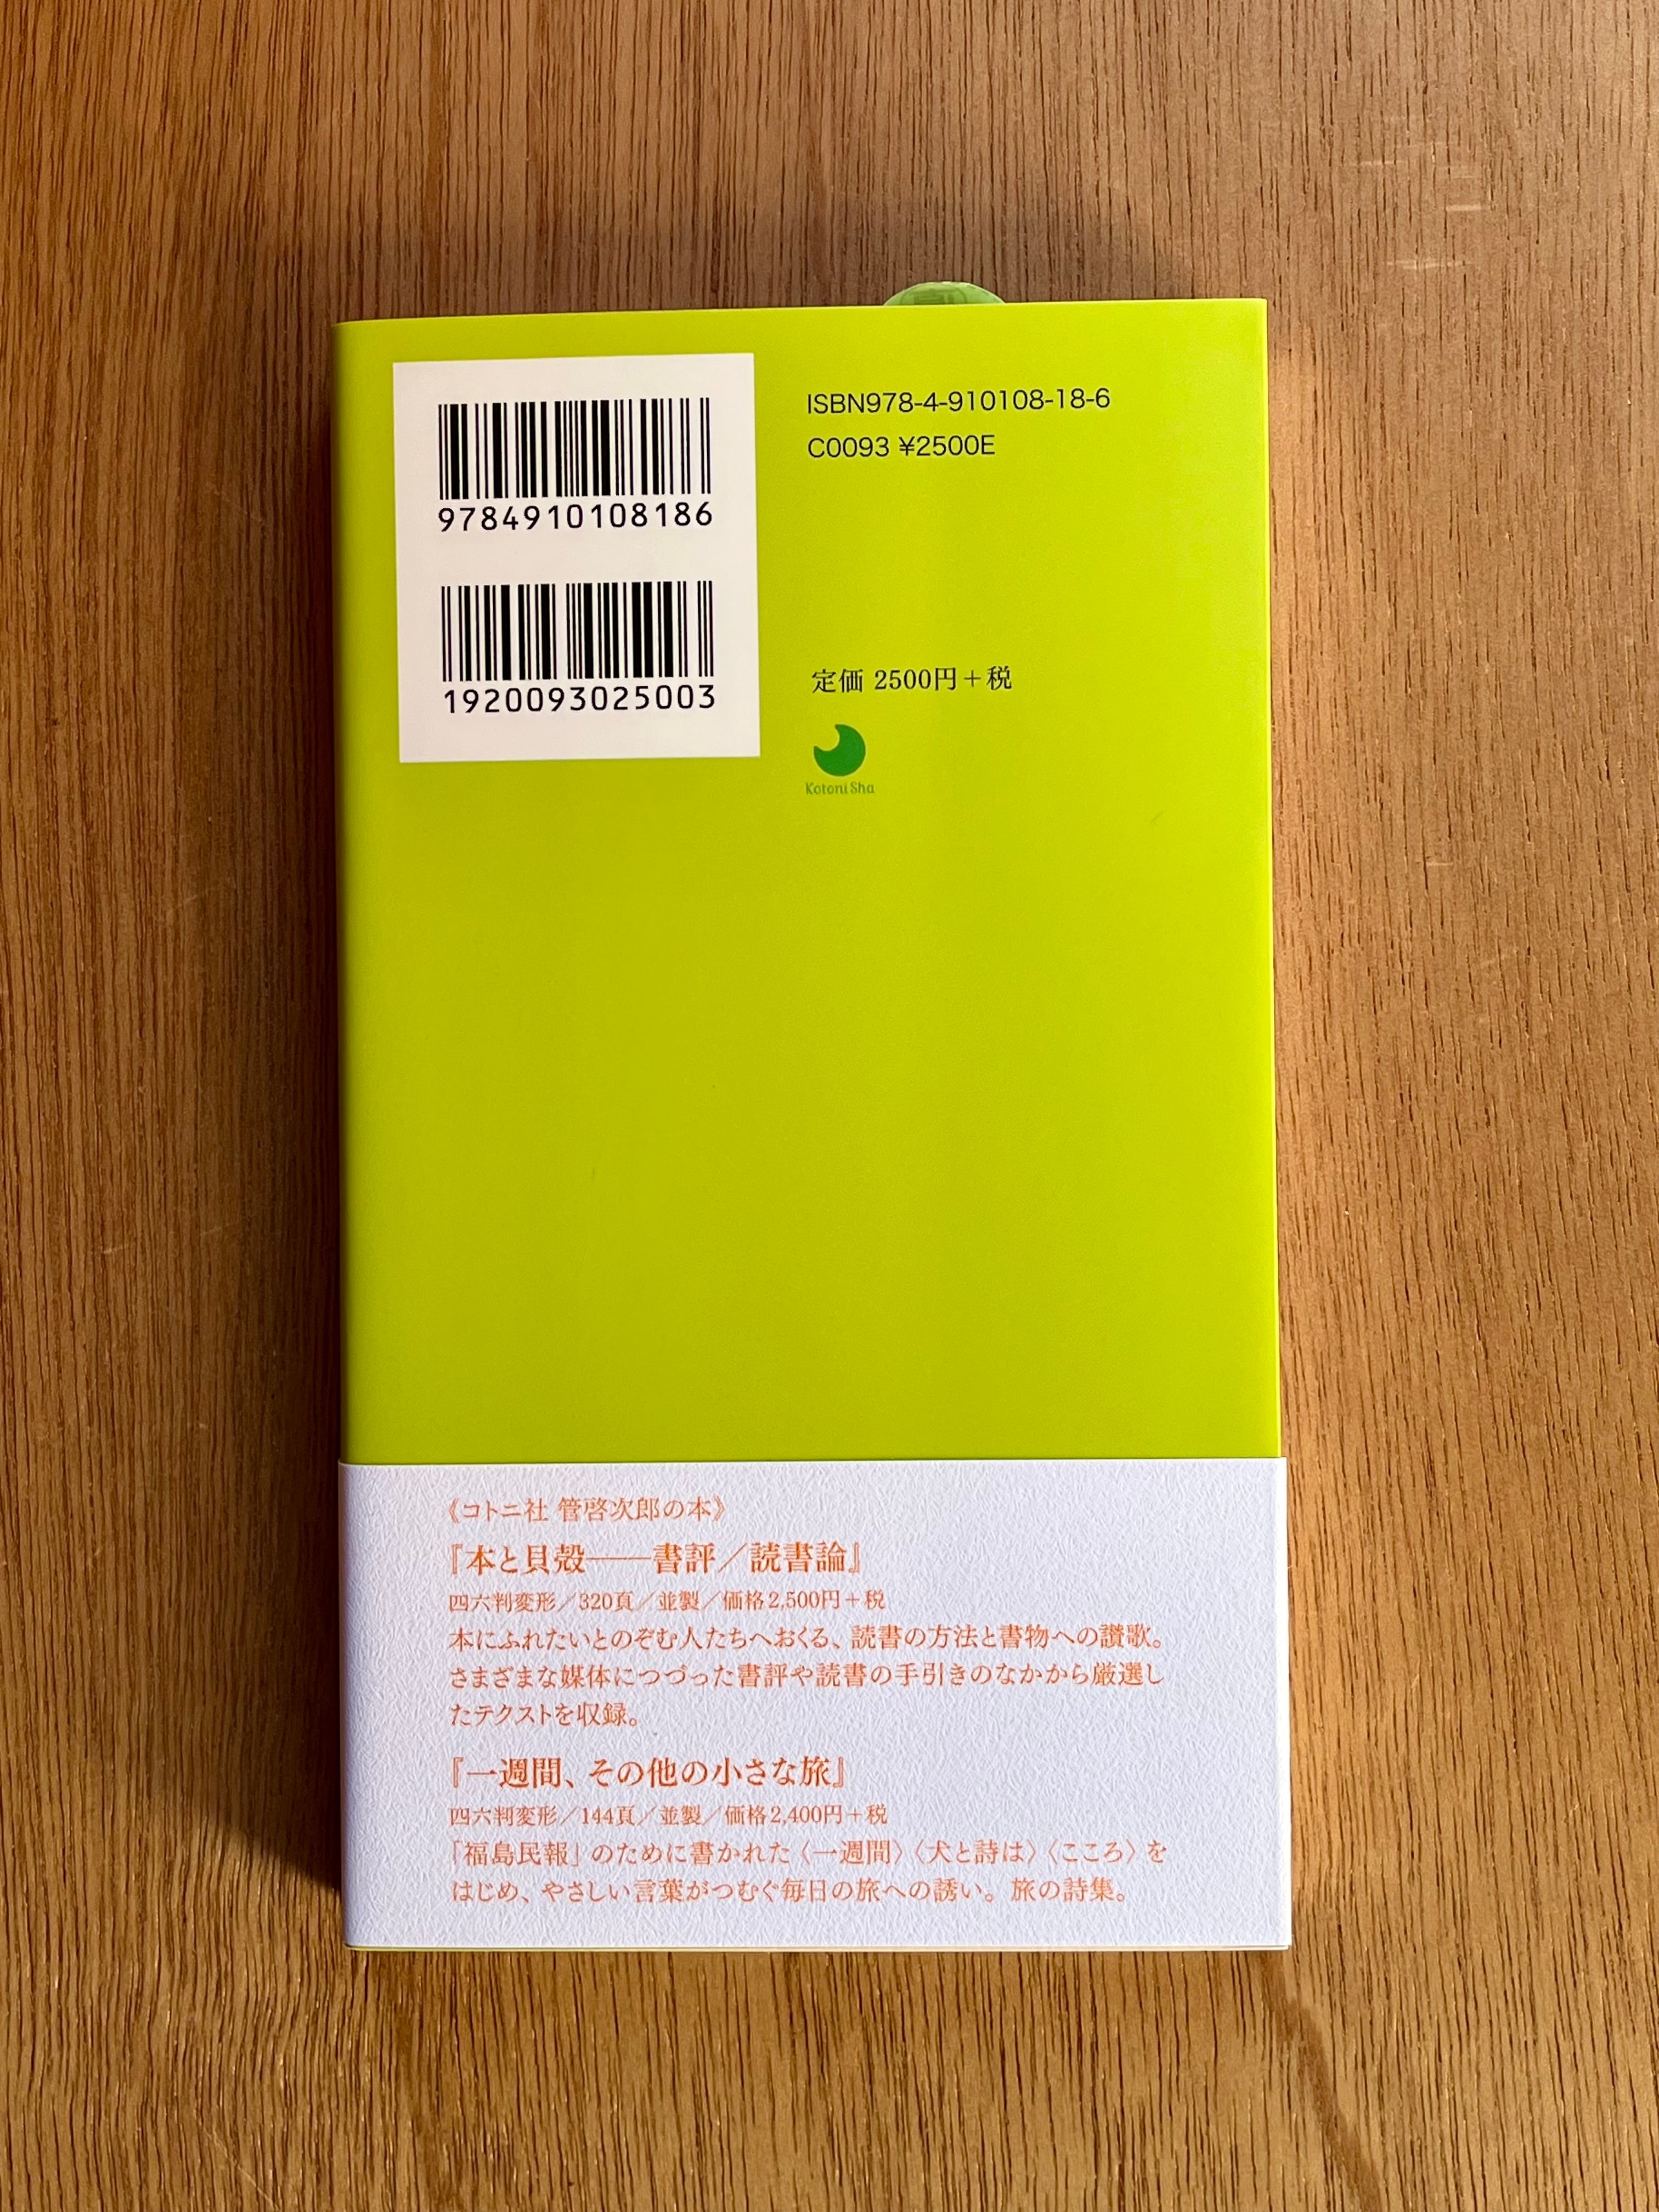 9784910108186
1920093025003
ISBN978-4-910108-18-6
C0093 ¥2500E
定価 2500円+税
Kotoni Sha
《コトニ社 管啓次郎の本》
『本と貝殻――書評／読書論』
四六判変形／320頁／並製／価格2,500円+税
本にふれたいとのぞむ人たちへおくる、読書の方法と書物への讃歌。
さまざまな媒体につづった書評や読書の手引きのなかから厳選し
たテクストを収録。
『一週間、その他の小さな旅』
四六判変形／144頁／並製／価格2,400円+税
「福島民報」のために書かれた〈一週間〉〈犬と詩は〉〈こころ〉を
はじめ、やさしい言葉がつむぐ毎日の旅への誘い。旅の詩集。